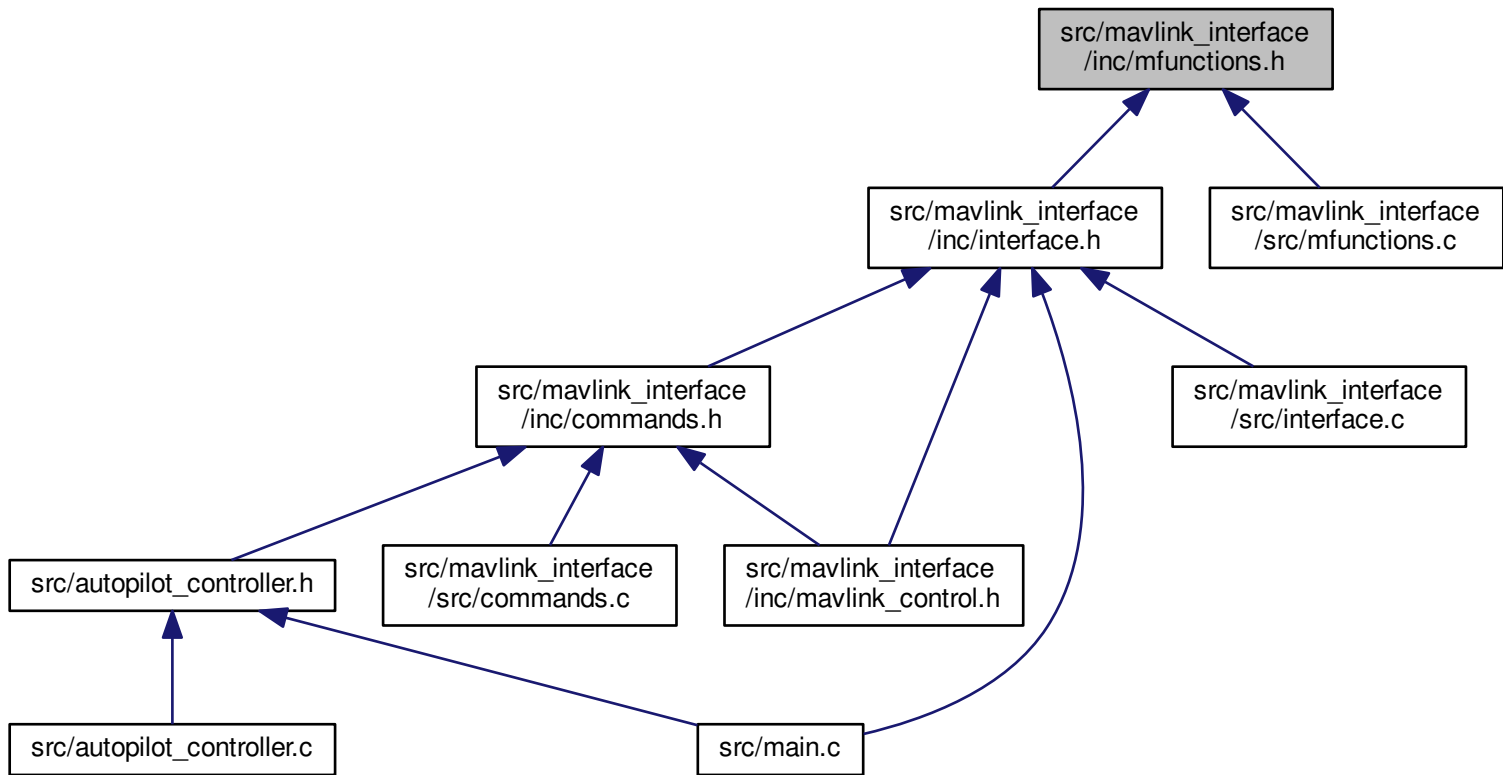 src/mavlink_interface
/inc/mfunctions.h
src/mavlink_interface
/inc/interface.h
src/mavlink_interface
/src/mfunctions.c
src/mavlink_interface
/inc/commands.h
src/mavlink_interface
/src/interface.c
src/autopilot_controller.h
src/mavlink_interface
/src/commands.c
src/mavlink_interface
/inc/mavlink_control.h
src/autopilot_controller.c
src/main.c